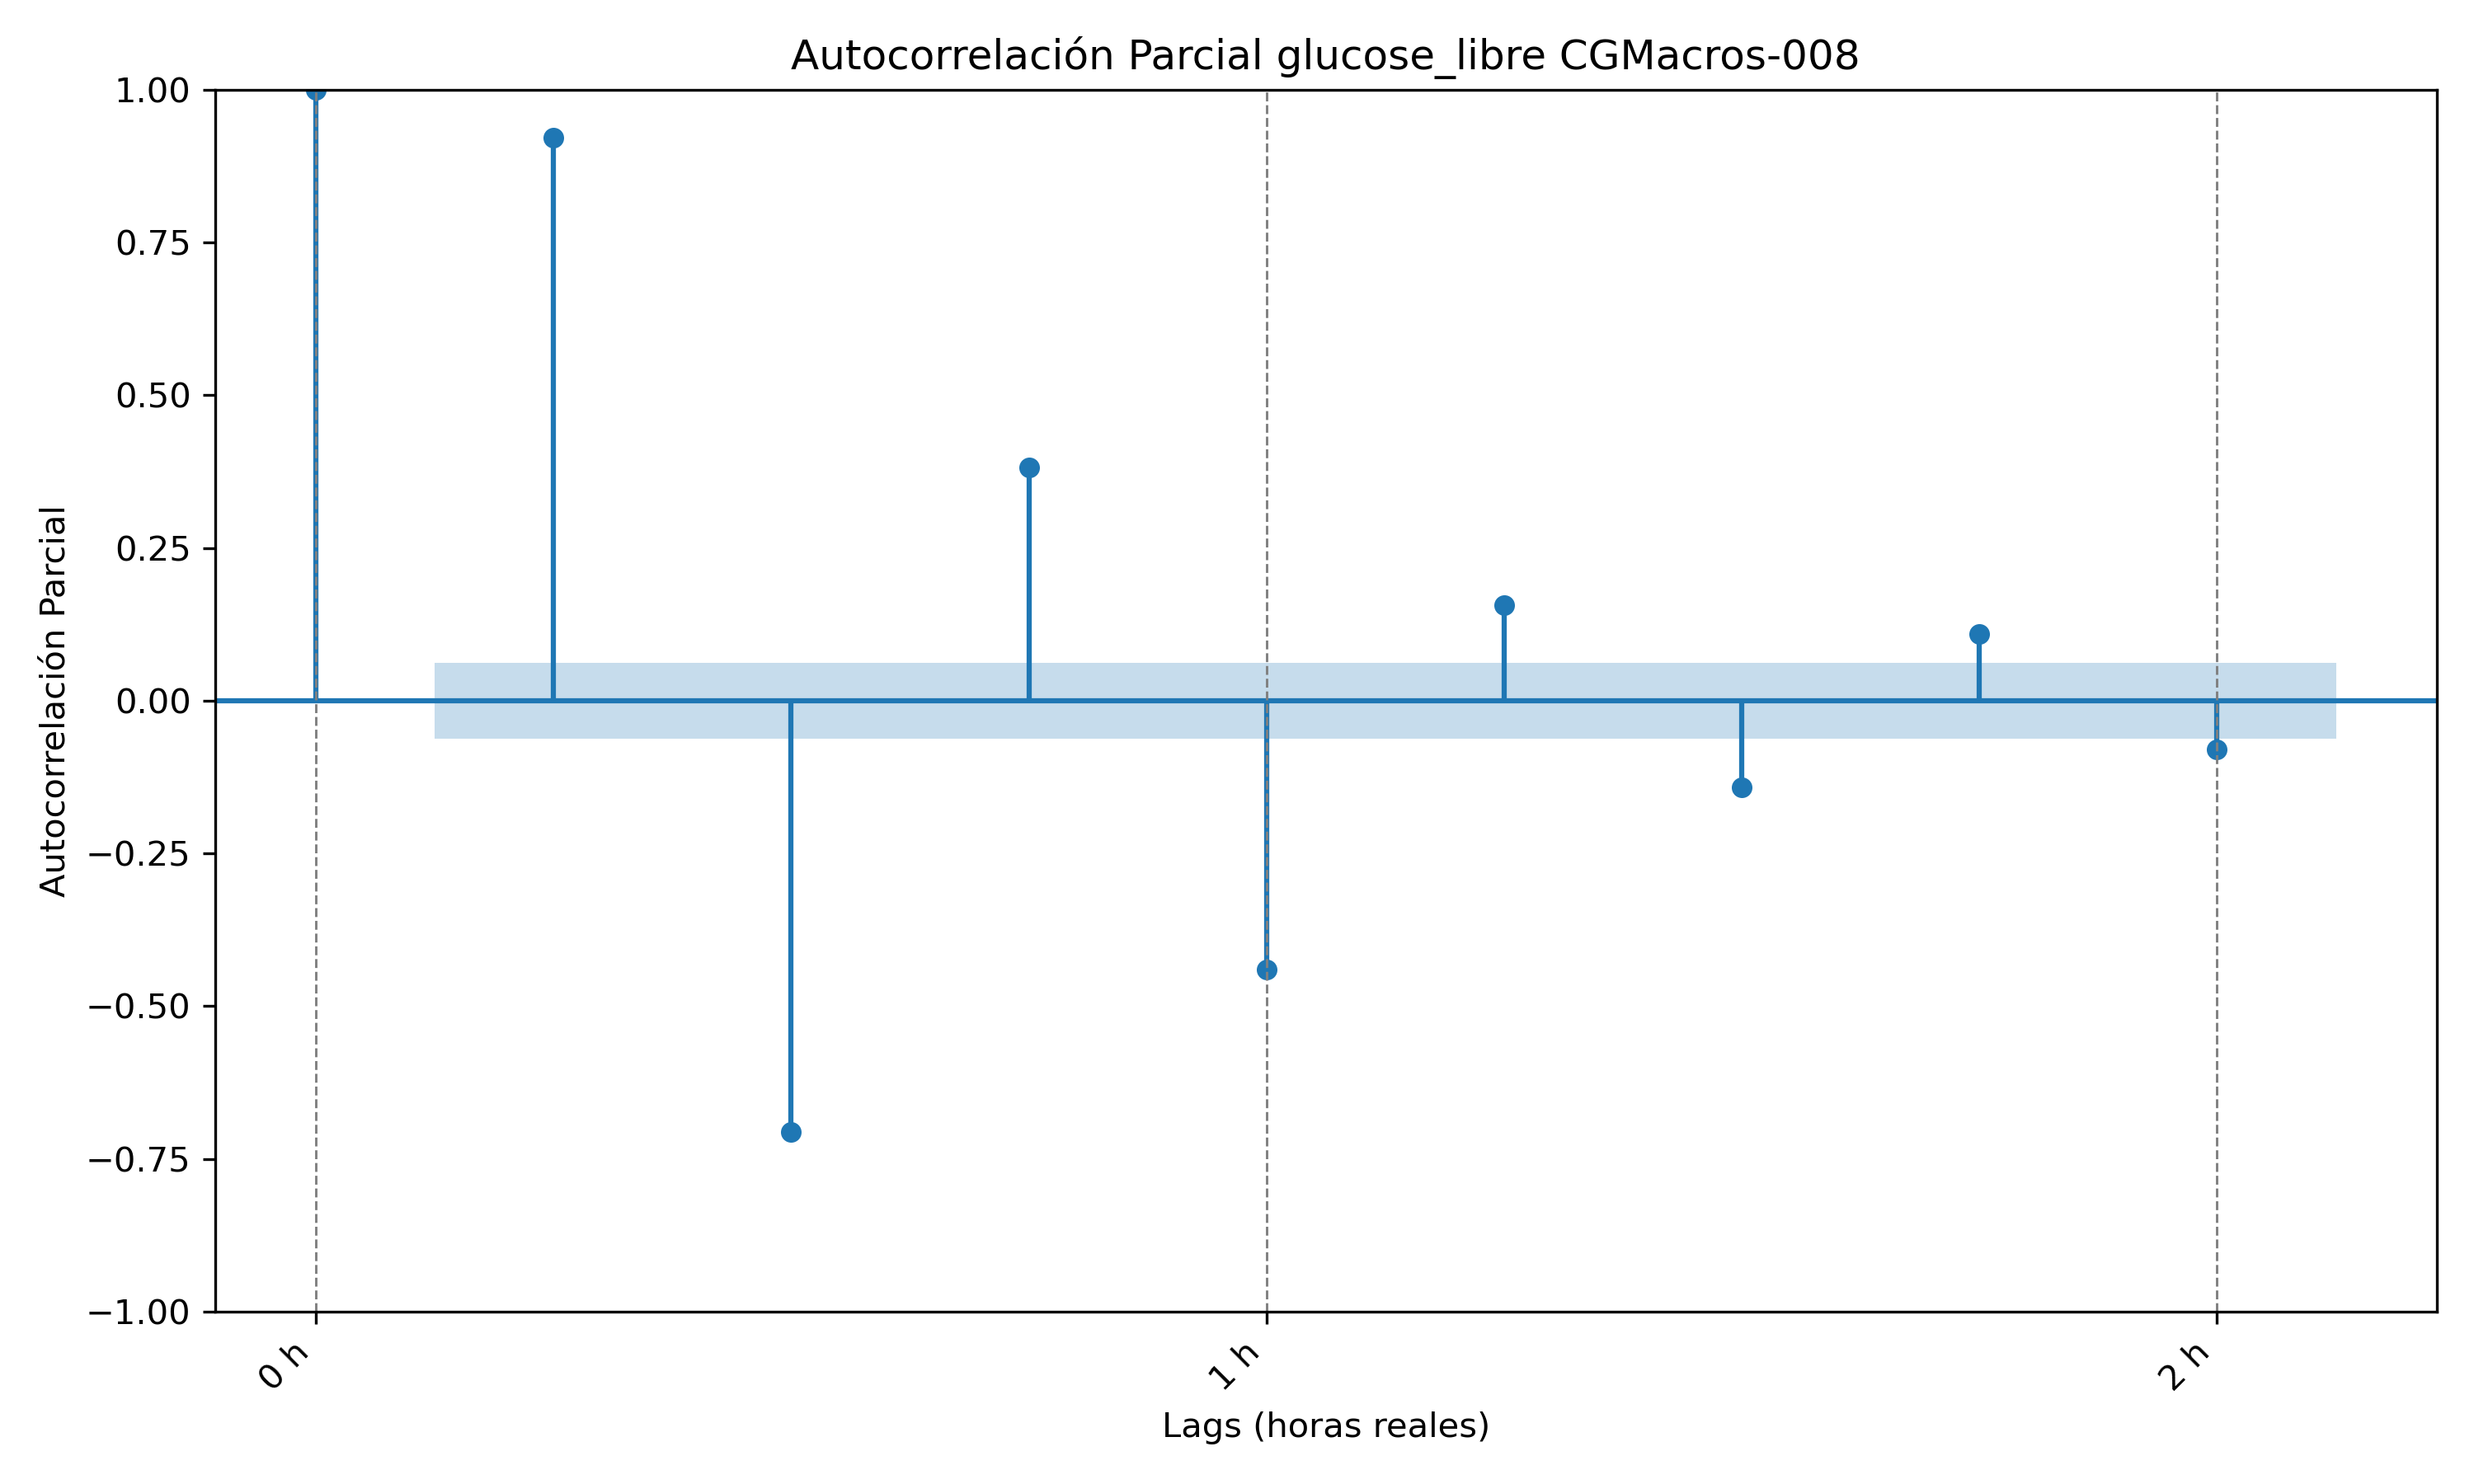 Autocorrelación Parcial glucose_libre CGMacros-008
1.00
0.75
0.50
0.25
0.00
−0.25
−0.50
−0.75
−1.00
Autocorrelación Parcial
0 h
1 h
2 h
Lags (horas reales)